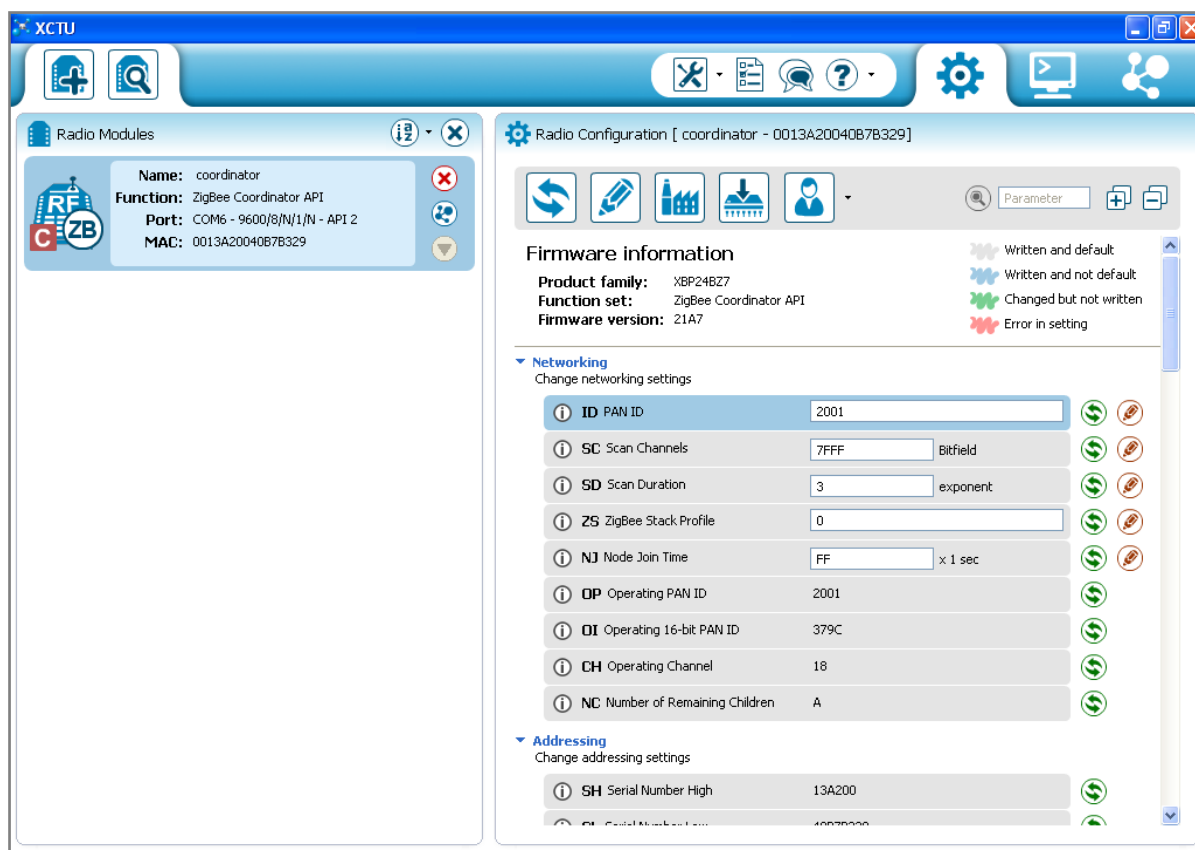 XCTU
Radio Modules
Name: coordinator
Function: ZigBee Coordinator API
Port: COM6 - 9600/8/N/1/N - API 2
MAC: 0013A20040B7B329
RF
C ZB
Radio Configuration [ coordinator - 0013A20040B7B329]
Parameter
Firmware information
Product family: XBP24BZ7
Function set: ZigBee Coordinator API
Firmware version: 21A7
Written and default
Written and not default
Changed but not written
Error in setting
Networking
Change networking settings
ID PAN ID 2001
SC Scan Channels 7FFF Bitfield
SD Scan Duration 3 exponent
ZS ZigBee Stack Profile 0
NJ Node Join Time FF x 1 sec
OP Operating PAN ID 2001
OI Operating 16-bit PAN ID 379C
CH Operating Channel 18
NC Number of Remaining Children A
Addressing
Change addressing settings
SH Serial Number High 13A200